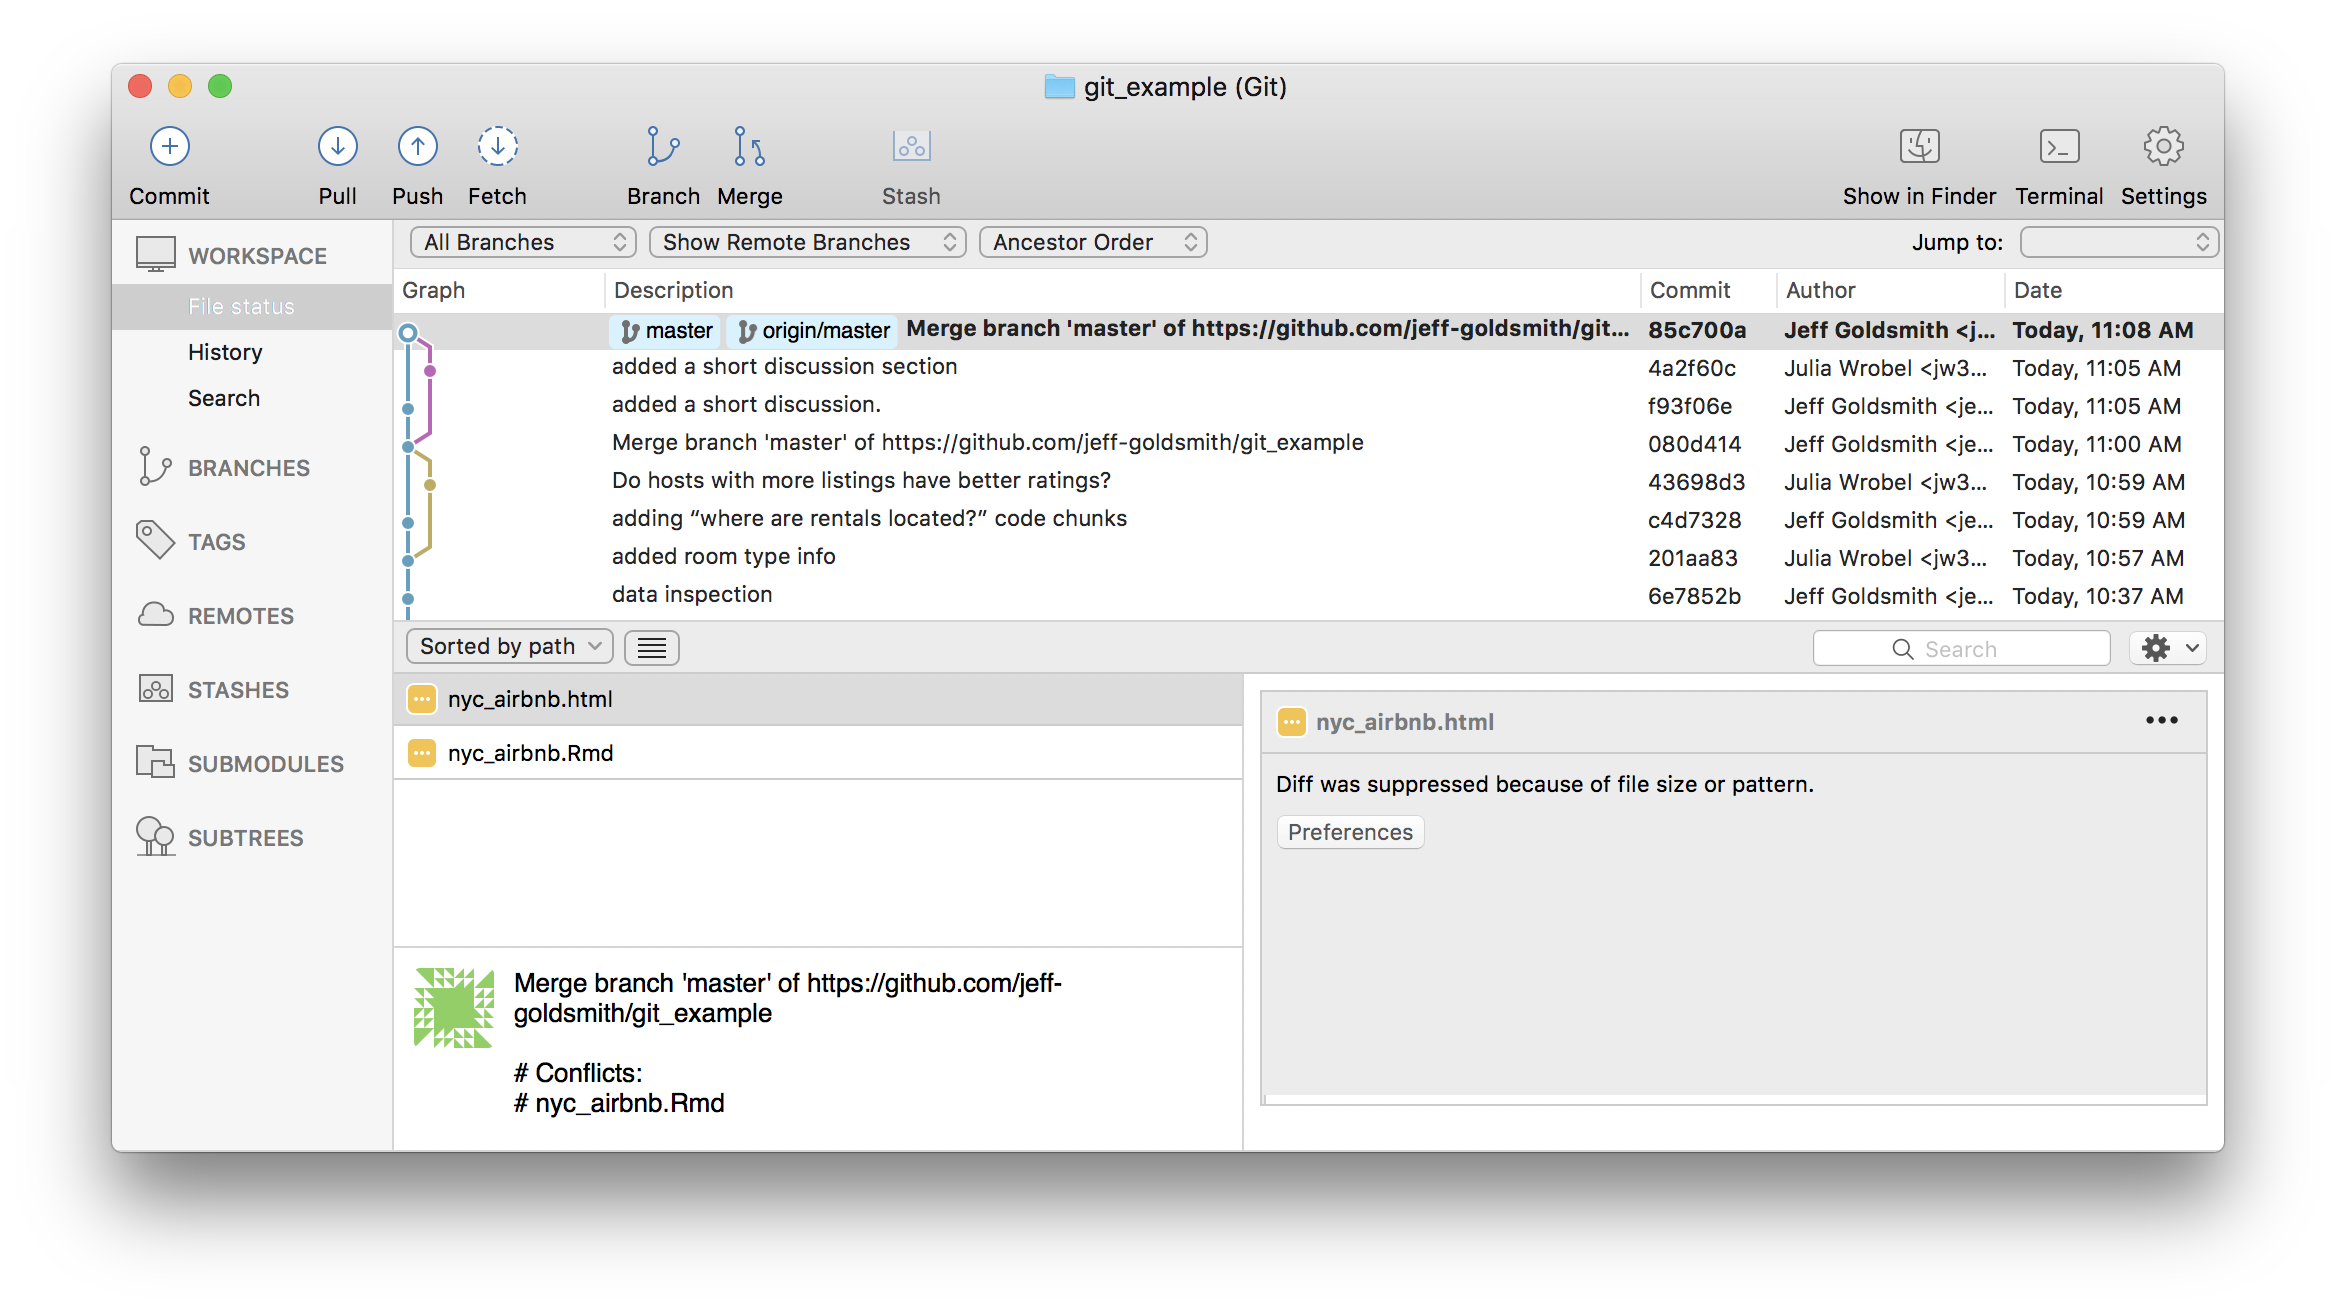 git_example (Git)
Commit Pull Push Fetch Branch Merge Stash Show in Finder Terminal Settings
WORKSPACE
File status
History
Search
BRANCHES
TAGS
REMOTES
STASHES
SUBMODULES
SUBTREES
All Branches Show Remote Branches Ancestor Order Jump to:
Graph Description Commit Author Date
master origin/master Merge branch 'master' of https://github.com/jeff-goldsmith/git... 85c700a Jeff Goldsmith <j... Today, 11:08 AM
added a short discussion section 4a2f60c Julia Wrobel <jw3... Today, 11:05 AM
added a short discussion. f93f06e Jeff Goldsmith <je... Today, 11:05 AM
Merge branch 'master' of https://github.com/jeff-goldsmith/git_example 080d414 Jeff Goldsmith <je... Today, 11:00 AM
Do hosts with more listings have better ratings? 43698d3 Julia Wrobel <jw3... Today, 10:59 AM
adding “where are rentals located?” code chunks c4d7328 Jeff Goldsmith <je... Today, 10:59 AM
added room type info 201aa83 Julia Wrobel <jw3... Today, 10:57 AM
data inspection 6e7852b Jeff Goldsmith <je... Today, 10:37 AM
Sorted by path Search
nyc_airbnb.html
nyc_airbnb.Rmd
Merge branch 'master' of https://github.com/jeff-
goldsmith/git_example
# Conflicts:
# nyc_airbnb.Rmd
nyc_airbnb.html
Diff was suppressed because of file size or pattern.
Preferences